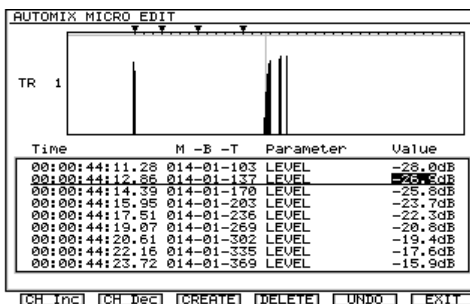 AUTOMIX MICRO EDIT
TR 1
Time M -B -T Parameter Value
00:00:44:11.28 014-01-103 LEVEL -28.0dB
00:00:44:12.86 014-01-137 LEVEL -26.9dB
00:00:44:14.39 014-01-170 LEVEL -25.8dB
00:00:44:15.95 014-01-203 LEVEL -23.7dB
00:00:44:17.51 014-01-236 LEVEL -22.3dB
00:00:44:19.07 014-01-269 LEVEL -20.8dB
00:00:44:20.61 014-01-302 LEVEL -19.4dB
00:00:44:22.16 014-01-335 LEVEL -17.6dB
00:00:44:23.72 014-01-369 LEVEL -15.9dB
CH Inc CH Dec CREATE DELETE UNDO EXIT